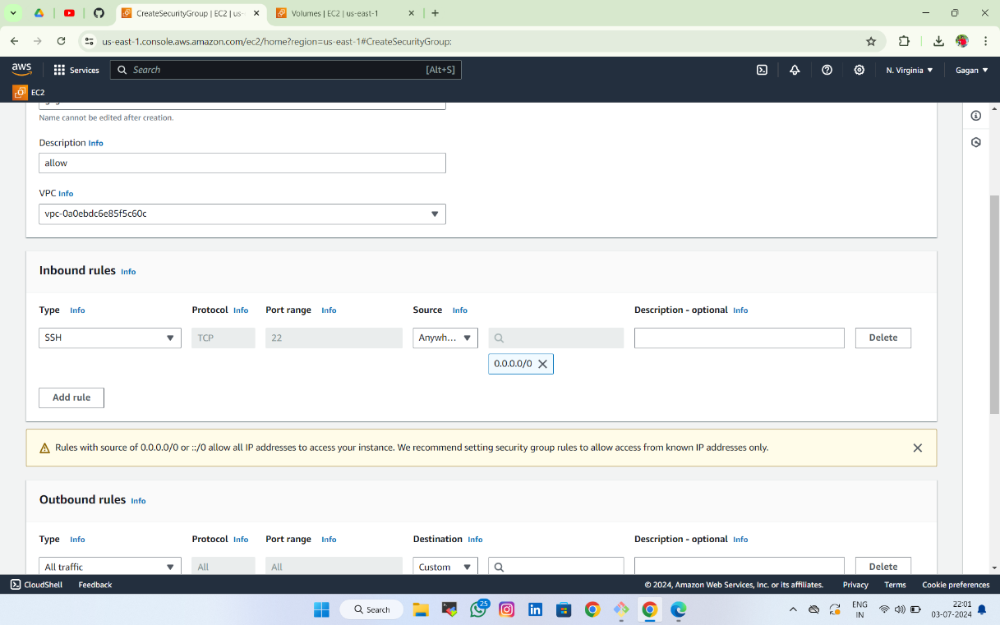 CreateSecurityGroup | EC2 | us-
Volumes | EC2 | us-east-1
us-east-1.console.aws.amazon.com/ec2/home?region=us-east-1#CreateSecurityGroup:
aws
Services
Search
[Alt+S]
N. Virginia
Gagan
EC2
Name cannot be edited after creation.
Description Info
allow
VPC Info
vpc-0a0ebdc6e85f5c60c
Inbound rules Info
Type Info Protocol Info Port range Info Source Info Description - optional Info
SSH TCP 22 Anywh... Delete
0.0.0.0/0
Add rule
Rules with source of 0.0.0.0/0 or ::/0 allow all IP addresses to access your instance. We recommend setting security group rules to allow access from known IP addresses only.
Outbound rules Info
Type Info Protocol Info Port range Info Destination Info Description - optional Info
All traffic All All Custom Delete
CloudShell Feedback © 2024, Amazon Web Services, Inc. or its affiliates. Privacy Terms Cookie preferences
Search
25
ENG
IN
22:01
03-07-2024